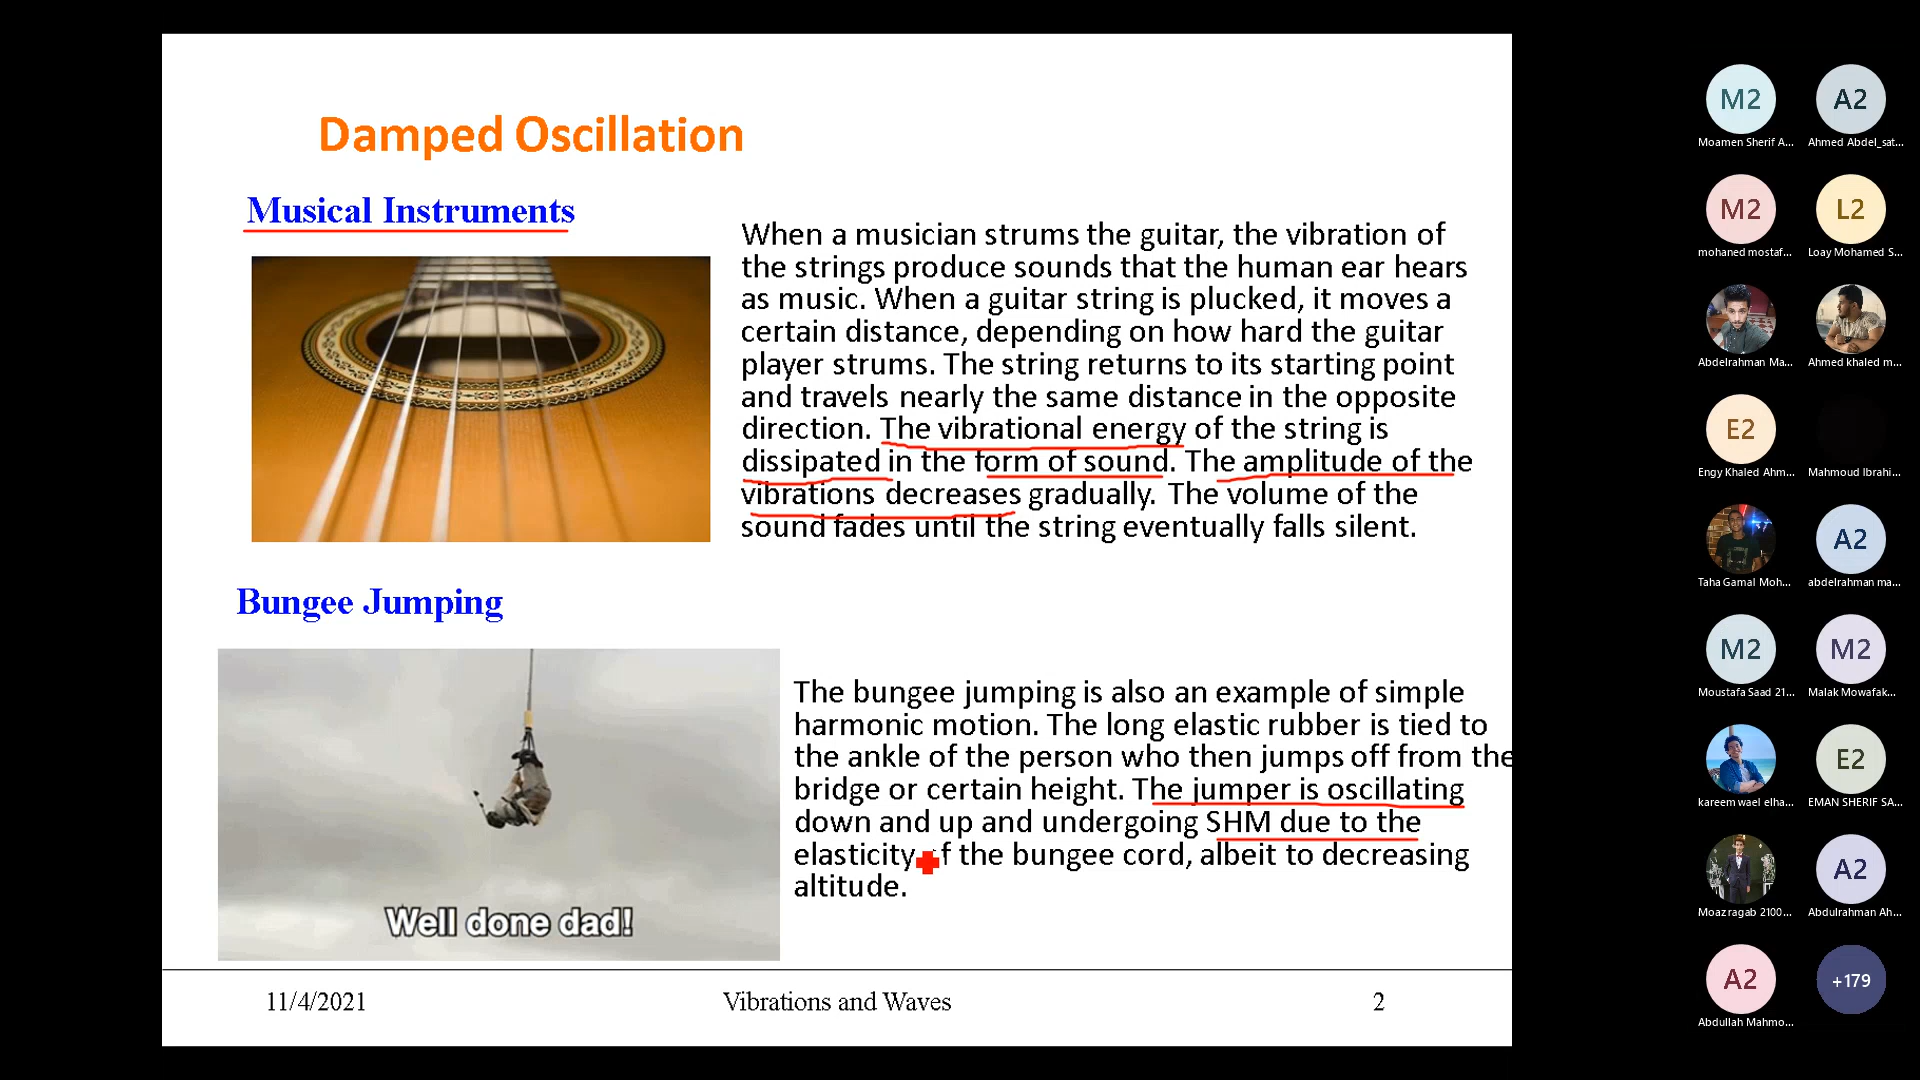 Damped Oscillation
Musical Instruments
When a musician strums the guitar, the vibration of
the strings produce sounds that the human ear hears
as music. When a guitar string is plucked, it moves a
certain distance, depending on how hard the guitar
player strums. The string returns to its starting point
and travels nearly the same distance in the opposite
direction. The vibrational energy of the string is
dissipated in the form of sound. The amplitude of the
vibrations decreases gradually. The volume of the
sound fades until the string eventually falls silent.
Bungee Jumping
Well done dad!
The bungee jumping is also an example of simple
harmonic motion. The long elastic rubber is tied to
the ankle of the person who then jumps off from the
bridge or certain height. The jumper is oscillating
down and up and undergoing SHM due to the
elasticity of the bungee cord, albeit to decreasing
altitude.
11/4/2021
Vibrations and Waves
2
M2
A2
Moamen Sherif A...
Ahmed Abdel_sat...
M2
L2
mohaned mostaf...
Loay Mohamed S...
Abdelrahman Ma...
Ahmed khaled m...
E2
Engy Khaled Ahm...
Mahmoud Ibrahi...
A2
Taha Gamal Moh...
abdelrahman ma...
M2
M2
Moustafa Saad 21...
Malak Mowafak...
E2
kareem wael elha...
EMAN SHERIF SA...
A2
Moaz ragab 2100...
Abdulrahman Ah...
A2
+179
Abdullah Mahmo...